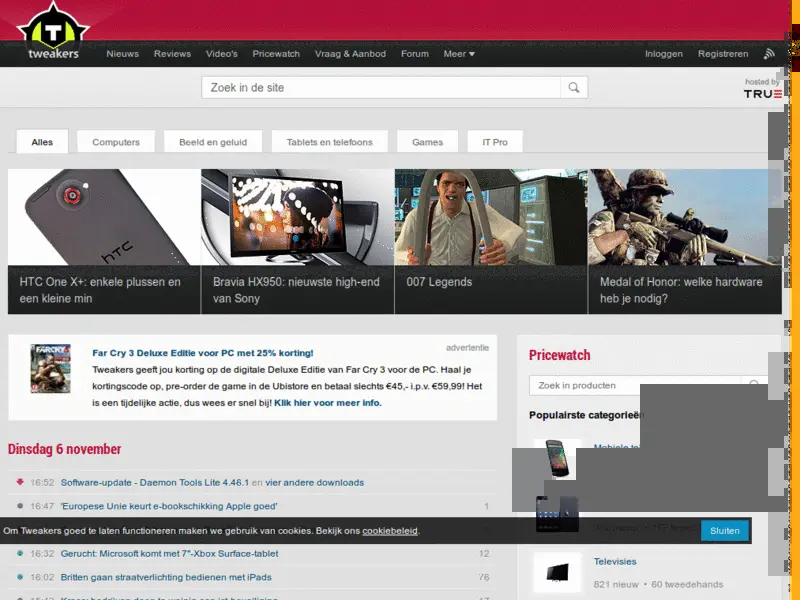 tweakers
Nieuws Reviews Video's Pricewatch Vraag & Aanbod Forum Meer Inloggen Registreren
Zoek in de site
hosted by
TRUE
Alles Computers Beeld en geluid Tablets en telefoons Games IT Pro
hTC
HTC One X+: enkele plussen en
een kleine min
Bravia HX950: nieuwste high-end
van Sony
007 Legends
Medal of Honor: welke hardware
heb je nodig?
advertentie
FARCRY
Far Cry 3 Deluxe Editie voor PC met 25% korting!
Tweakers geeft jou korting op de digitale Deluxe Editie van Far Cry 3 voor de PC. Haal je
kortingscode op, pre-order de game in de Ubistore en betaal slechts €45,- i.p.v. €59,99! Het
is een tijdelijke actie, dus wees er snel bij! Klik hier voor meer info.
Pricewatch
Zoek in producten
Populairste categorieën
Dinsdag 6 november
16:52 Software-update - Daemon Tools Lite 4.46.1 en vier andere downloads
16:47 'Europese Unie keurt e-bookschikking Apple goed' 1
Om Tweakers goed te laten functioneren maken we gebruik van cookies. Bekijk ons cookiebeleid.
Sluiten
16:32 Gerucht: Microsoft komt met 7"-Xbox Surface-tablet 12
16:02 Britten gaan straatverlichting bedienen met iPads 76
Televisies
821 nieuw • 60 tweedehands